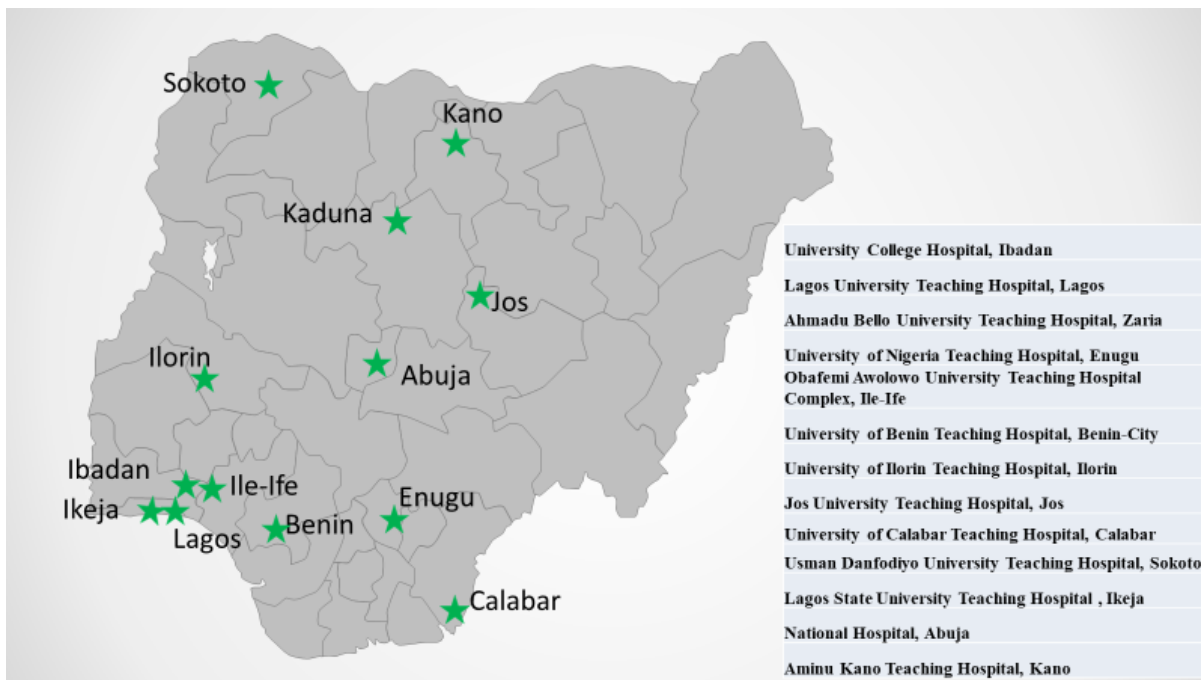 Sokoto
Kano
Kaduna
Jos
Ilorin
Abuja
Ibadan
Ile-Ife
Ikeja
Lagos
Benin
Enugu
Calabar
University College Hospital, Ibadan
Lagos University Teaching Hospital, Lagos
Ahmadu Bello University Teaching Hospital, Zaria
University of Nigeria Teaching Hospital, Enugu
Obafemi Awolowo University Teaching Hospital
Complex, Ile-Ife
University of Benin Teaching Hospital, Benin-City
University of Ilorin Teaching Hospital, Ilorin
Jos University Teaching Hospital, Jos
University of Calabar Teaching Hospital, Calabar
Usman Danfodiyo University Teaching Hospital, Sokoto
Lagos State University Teaching Hospital , Ikeja
National Hospital, Abuja
Aminu Kano Teaching Hospital, Kano